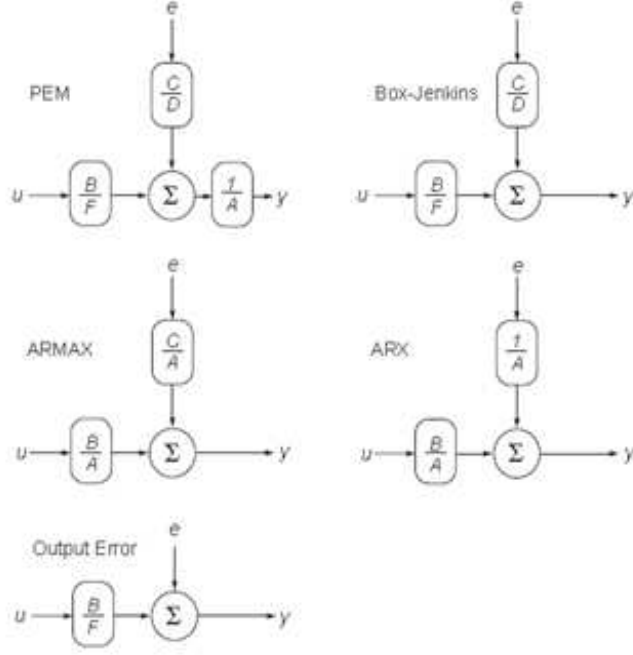 e
PEM
C
D
u
B
F
Σ
1
A
y
e
Box-Jenkins
C
D
u
B
F
Σ
y
e
ARMAX
C
A
u
B
A
Σ
y
e
ARX
1
A
u
B
A
Σ
y
Output Error
e
u
B
F
Σ
y